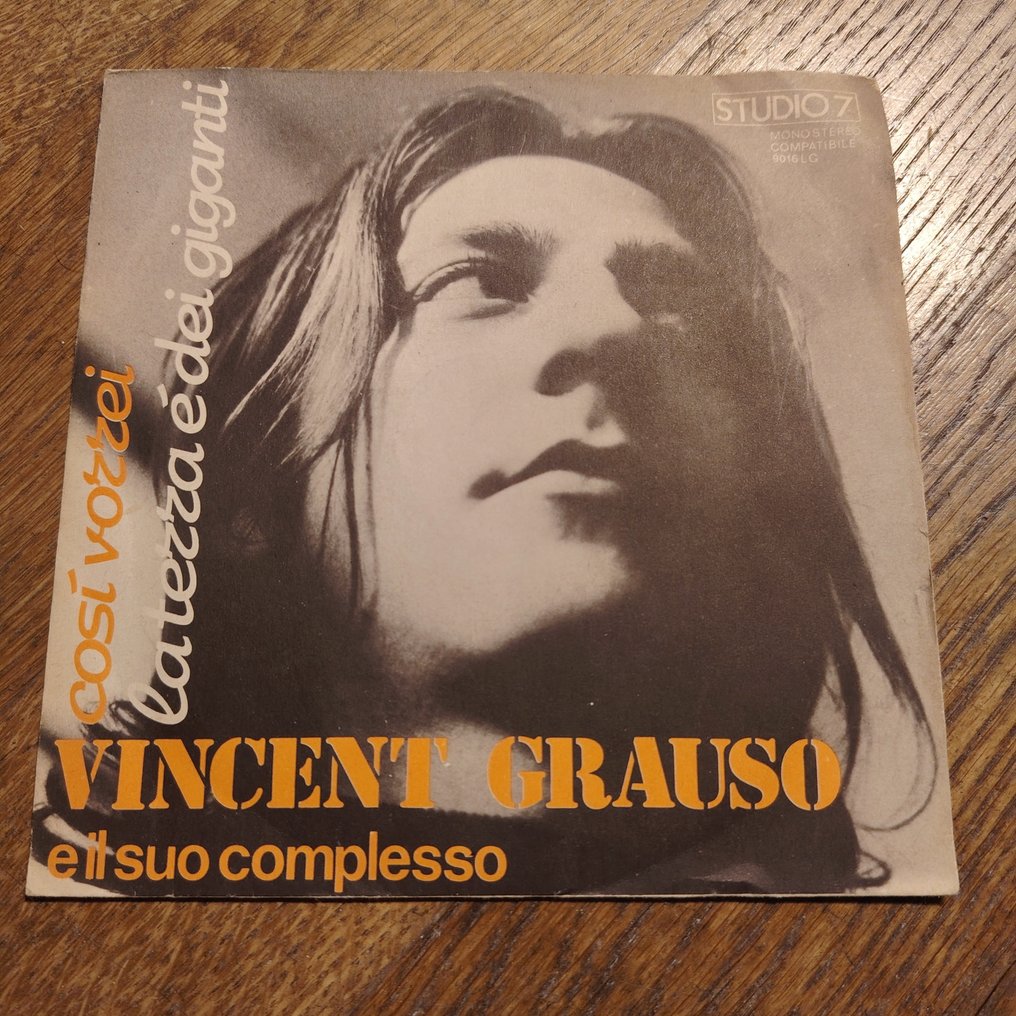 STUDIO 7
MONO STEREO
COMPATIBILE
9016 LG
così vorrei
la terra é dei giganti
VINCENT GRAUSO
e il suo complesso